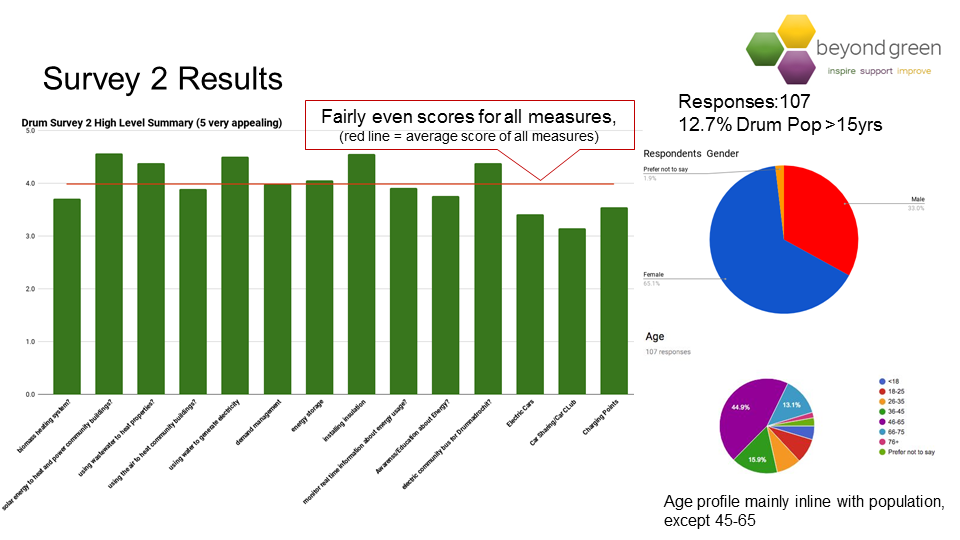 beyond green
inspire support improve
Survey 2 Results
Responses:107
12.7% Drum Pop >15yrs
Fairly even scores for all measures,
(red line = average score of all measures)
Drum Survey 2 High Level Summary (5 very appealing)
5.0
4.0
3.0
2.0
1.0
0.0
biomass heating system?
solar energy to heat and power community buildings?
using wastewater to heat properties?
using the air to heat community buildings?
using water to generate electricity
demand management
energy storage
installing insulation
monitor real time information about energy usage?
Awareness/Education about Energy?
electric community bus for Drumnadrochit?
Electric Cars
Car Sharing/Car CLub
Charging Points
Respondents Gender
Prefer not to say
1.9%
Male
33.0%
Female
65.1%
Age
107 responses
44.9%
13.1%
15.9%
<18
18-25
26-35
36-45
46-65
66-75
76+
Prefer not to say
Age profile mainly inline with population,
except 45-65